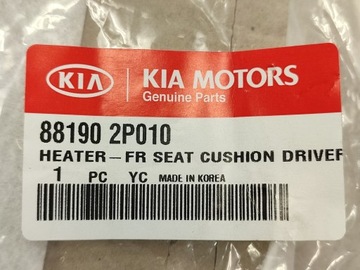 KIA KIA MOTORS
Genuine Parts
88190 2P010
HEATER-FR SEAT CUSHION DRIVER
1 PC YC MADE IN KOREA